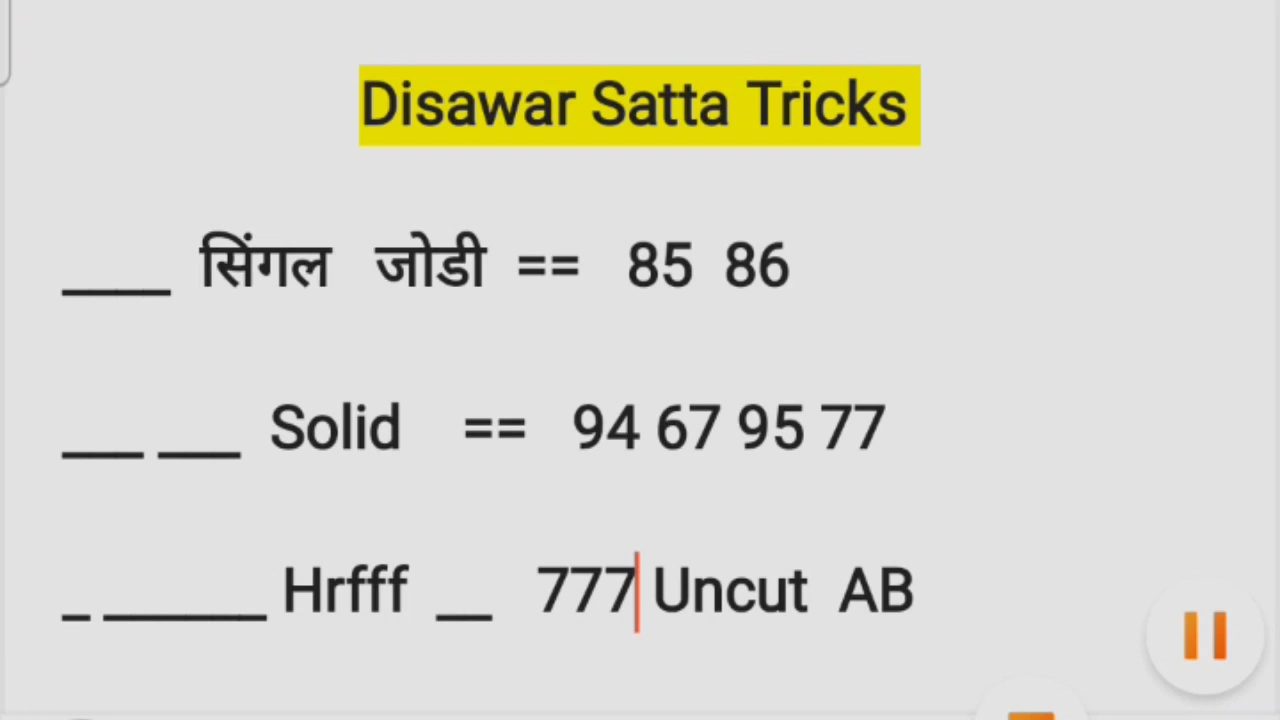 Disawar Satta Tricks
____ सिंगल जोडी == 85 86
___ ___ Solid == 94 67 95 77
_ ______ Hrfff __ 777 Uncut AB